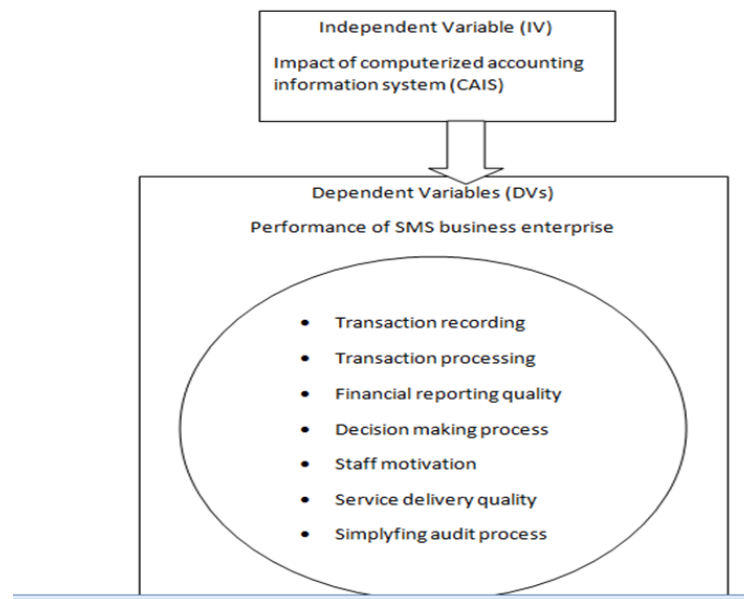 Independent Variable (IV)
Impact of computerized accounting
information system (CAIS)
Dependent Variables (DVs)
Performance of SMS business enterprise
• Transaction recording
• Transaction processing
• Financial reporting quality
• Decision making process
• Staff motivation
• Service delivery quality
• Simplyfing audit process